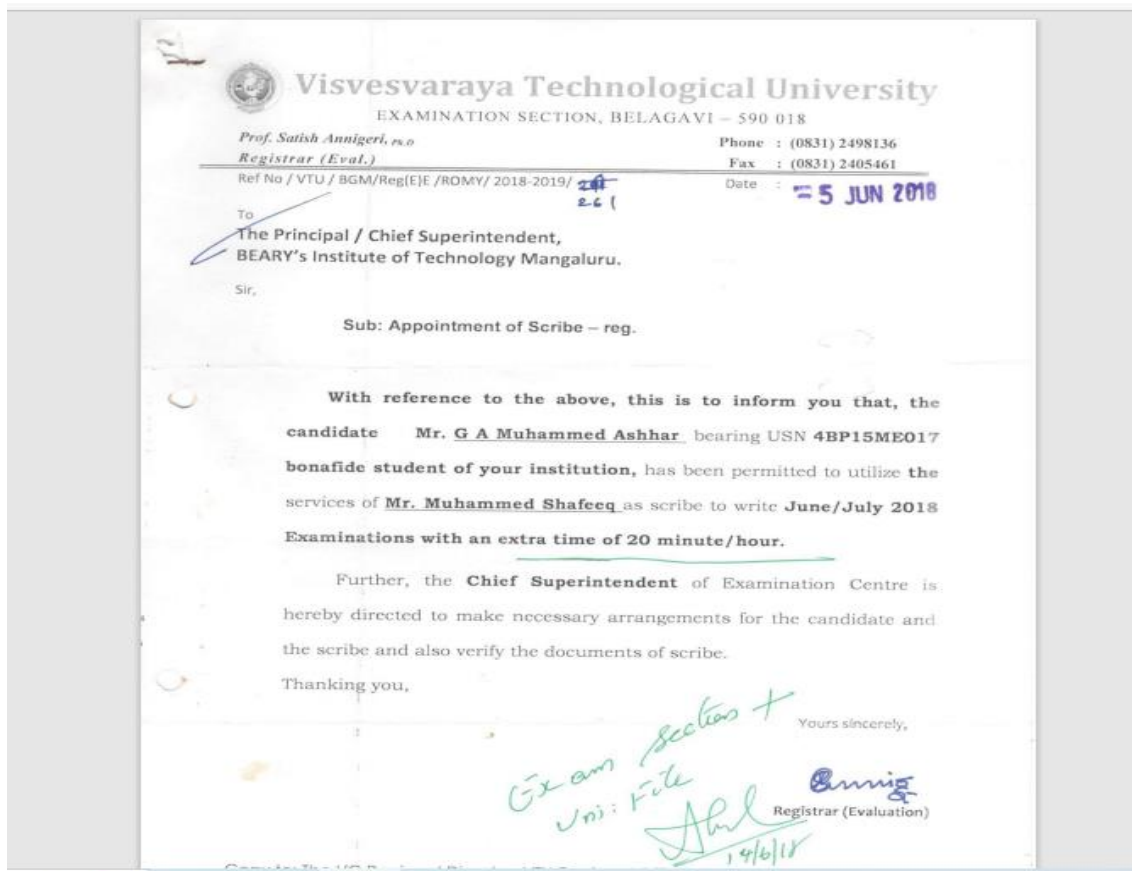 Visvesvaraya Technological University
EXAMINATION SECTION, BELAGAVI – 590 018
Prof. Satish Annigeri, Ph.D
Phone : (0831) 2498136
Registrar (Eval.)
Fax : (0831) 2405461
Ref No / VTU / BGM/Reg(E)E /ROMY/ 2018-2019/
261
Date : = 5 JUN 2018
To
The Principal / Chief Superintendent,
BEARY's Institute of Technology Mangaluru.
Sir,
Sub: Appointment of Scribe – reg.
With reference to the above, this is to inform you that, the
candidate Mr. G A Muhammed Ashhar bearing USN 4BP15ME017
bonafide student of your institution, has been permitted to utilize the
services of Mr. Muhammed Shafeeq as scribe to write June/July 2018
Examinations with an extra time of 20 minute/hour.
Further, the Chief Superintendent of Examination Centre is
hereby directed to make necessary arrangements for the candidate and
the scribe and also verify the documents of scribe.
Thanking you,
Yours sincerely,
Exam Section +
Uni: File
Registrar (Evaluation)
14/6/18